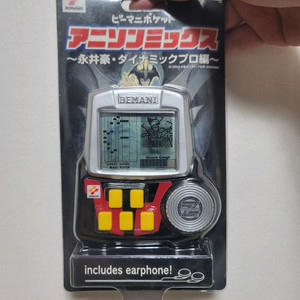 ビーマニポケット
アニソンミックス
～永井豪・ダイナミックプロ編～
BEMANI
includes earphone!